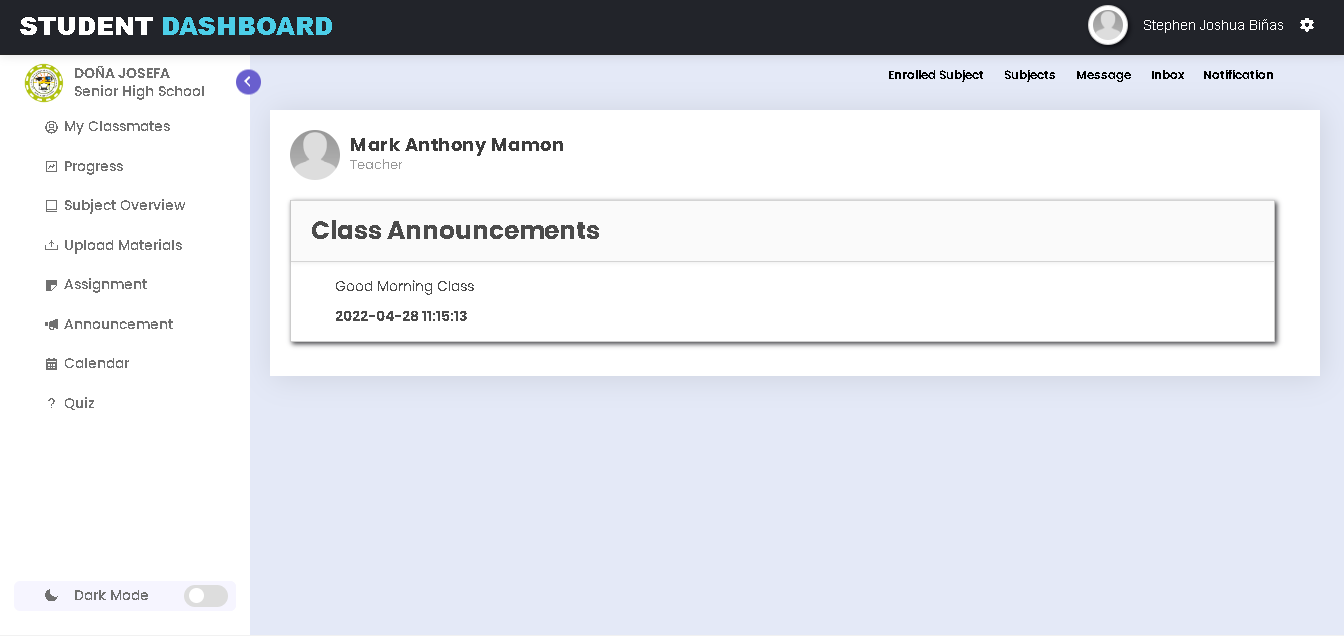 STUDENT DASHBOARD
Stephen Joshua Biñas
DOÑA JOSEFA
Senior High School
Enrolled Subject Subjects Message Inbox Notification
My Classmates
Progress
Subject Overview
Upload Materials
Assignment
Announcement
Calendar
? Quiz
Dark Mode
Mark Anthony Mamon
Teacher
Class Announcements
Good Morning Class
2022-04-28 11:15:13